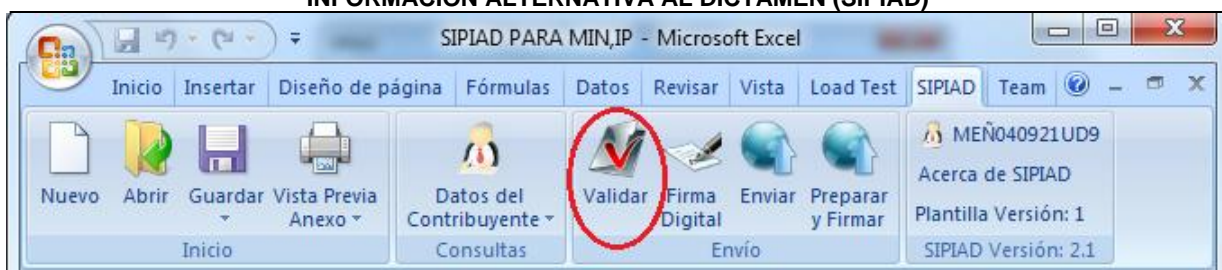 INFORMACIÓN ALTERNATIVA AL DICTAMEN (SIPIAD)
SIPIAD PARA MIN,IP - Microsoft Excel
Inicio Insertar Diseño de página Fórmulas Datos Revisar Vista Load Test SIPIAD Team
Nuevo Abrir Guardar Vista Previa Anexo
Datos del Contribuyente
Validar Firma Digital Enviar Preparar y Firmar
MEÑ040921UD9
Acerca de SIPIAD
Plantilla Versión: 1
Inicio Consultas Envío SIPIAD Versión: 2.1